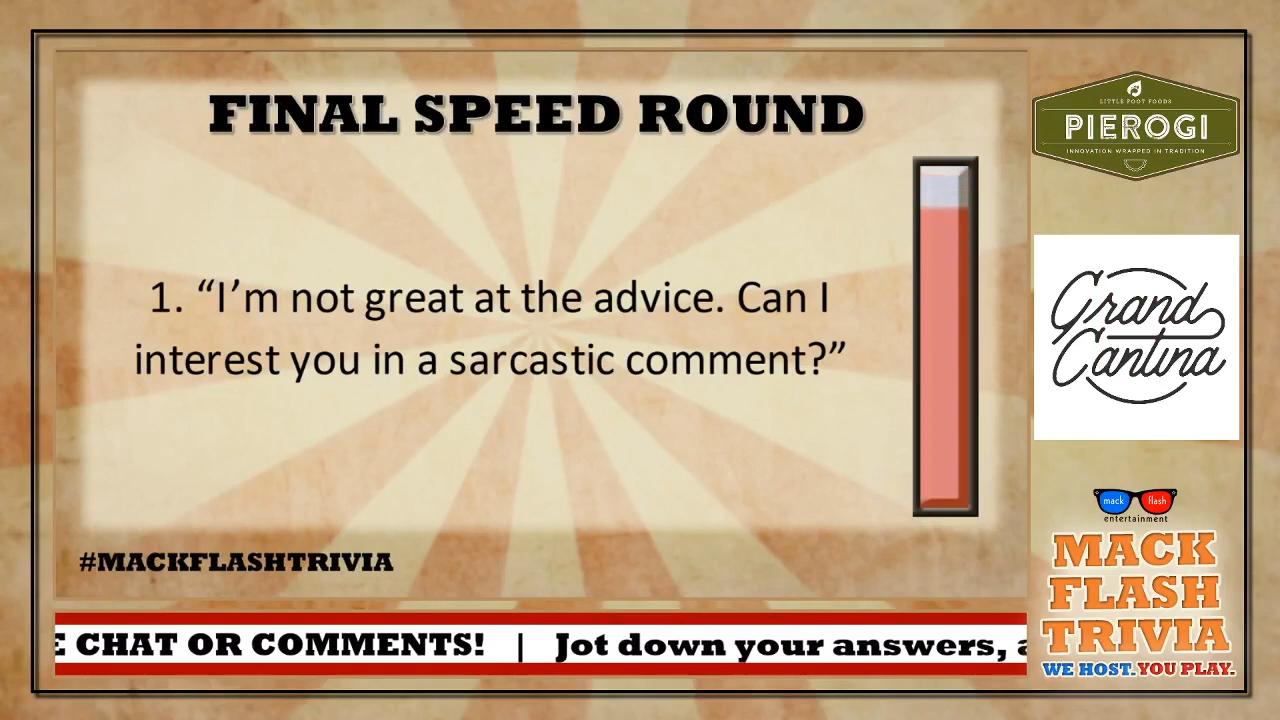 FINAL SPEED ROUND
1. “I’m not great at the advice. Can I
interest you in a sarcastic comment?”
#MACKFLASHTRIVIA
E CHAT OR COMMENTS! | Jot down your answers, a
LITTLE FOOT FOODS
PIEROGI
INNOVATION WRAPPED IN TRADITION
Grand
Cantina
mack flash
entertainment
MACK
FLASH
TRIVIA
WE HOST. YOU PLAY.